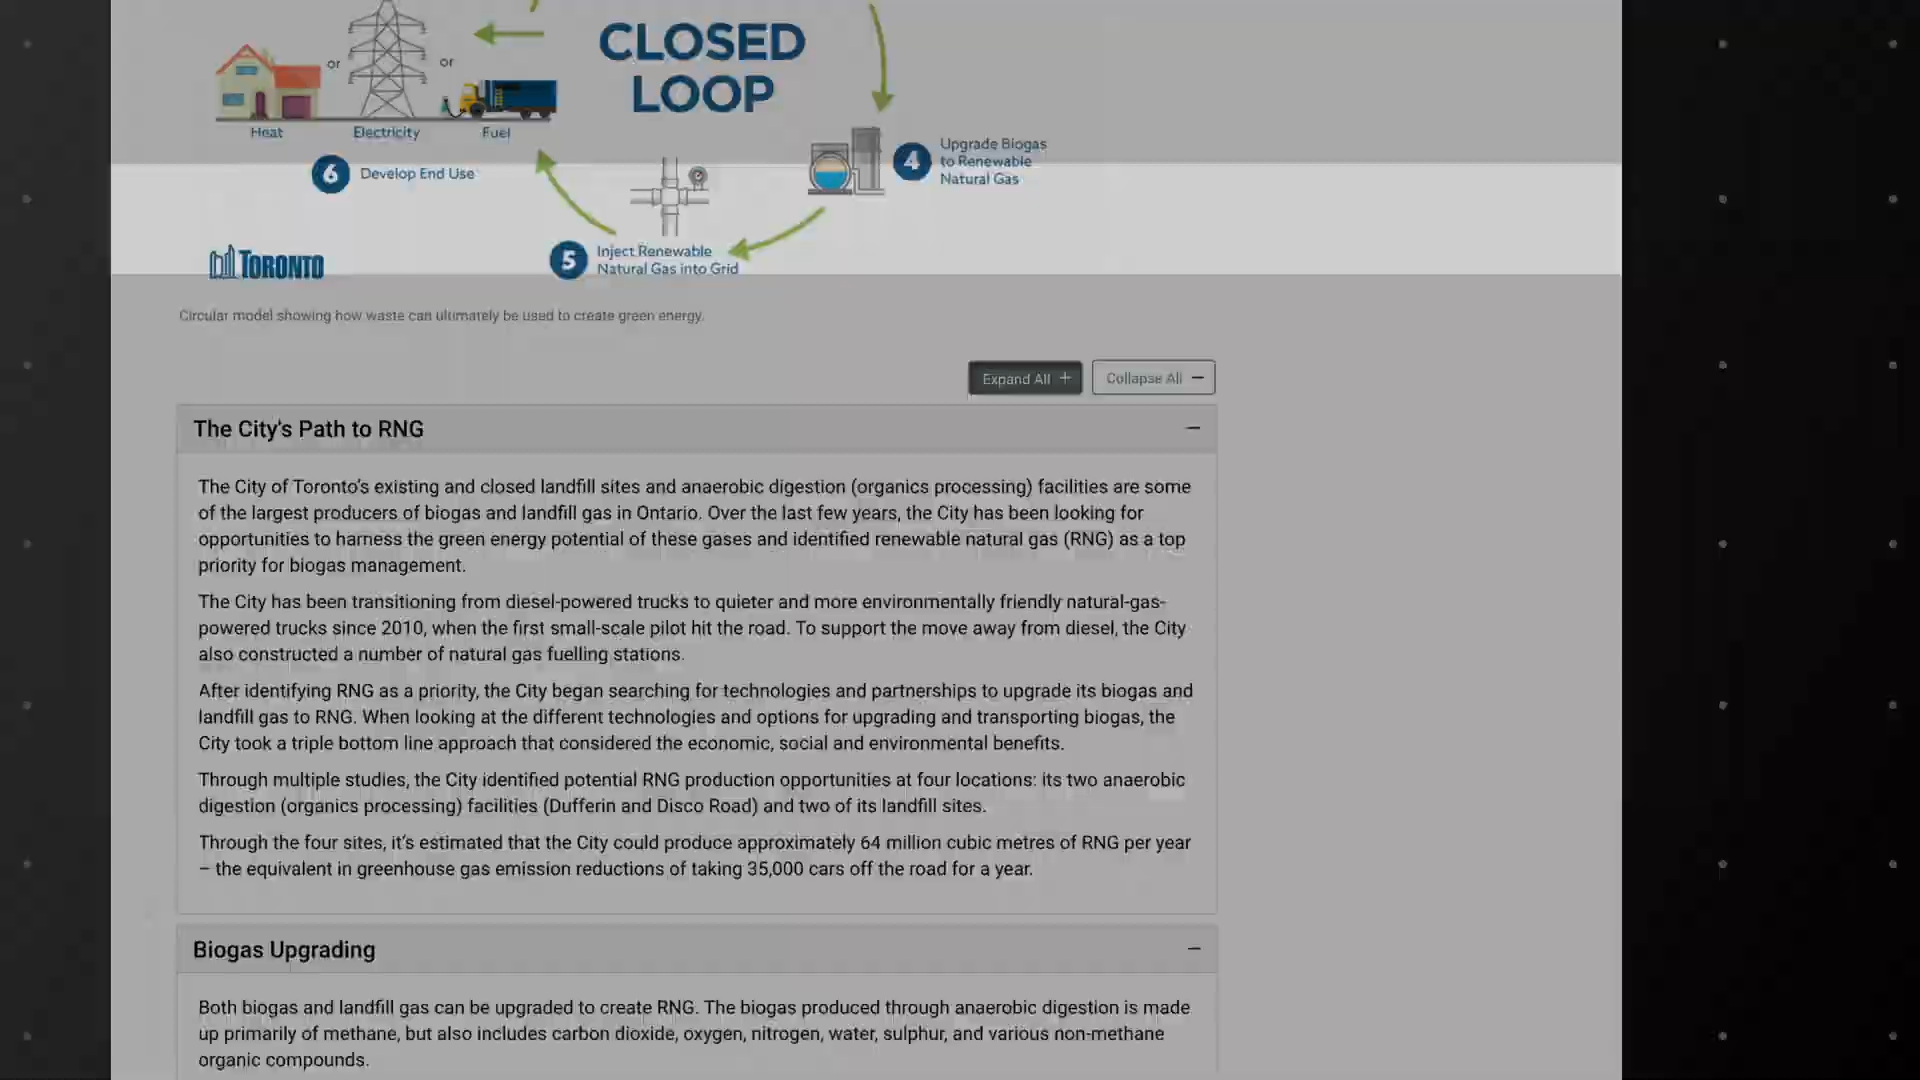 CLOSED
LOOP
or
or
Heat
Electricity
Fuel
4
Upgrade Biogas
to Renewable
Natural Gas
6
Develop End Use
5
Inject Renewable
Natural Gas into Grid
TORONTO
Circular model showing how waste can ultimately be used to create green energy.
Expand All +
Collapse All −
The City's Path to RNG −
The City of Toronto's existing and closed landfill sites and anaerobic digestion (organics processing) facilities are some
of the largest producers of biogas and landfill gas in Ontario. Over the last few years, the City has been looking for
opportunities to harness the green energy potential of these gases and identified renewable natural gas (RNG) as a top
priority for biogas management.
The City has been transitioning from diesel-powered trucks to quieter and more environmentally friendly natural-gas-
powered trucks since 2010, when the first small-scale pilot hit the road. To support the move away from diesel, the City
also constructed a number of natural gas fuelling stations.
After identifying RNG as a priority, the City began searching for technologies and partnerships to upgrade its biogas and
landfill gas to RNG. When looking at the different technologies and options for upgrading and transporting biogas, the
City took a triple bottom line approach that considered the economic, social and environmental benefits.
Through multiple studies, the City identified potential RNG production opportunities at four locations: its two anaerobic
digestion (organics processing) facilities (Dufferin and Disco Road) and two of its landfill sites.
Through the four sites, it's estimated that the City could produce approximately 64 million cubic metres of RNG per year
– the equivalent in greenhouse gas emission reductions of taking 35,000 cars off the road for a year.
Biogas Upgrading −
Both biogas and landfill gas can be upgraded to create RNG. The biogas produced through anaerobic digestion is made
up primarily of methane, but also includes carbon dioxide, oxygen, nitrogen, water, sulphur, and various non-methane
organic compounds.